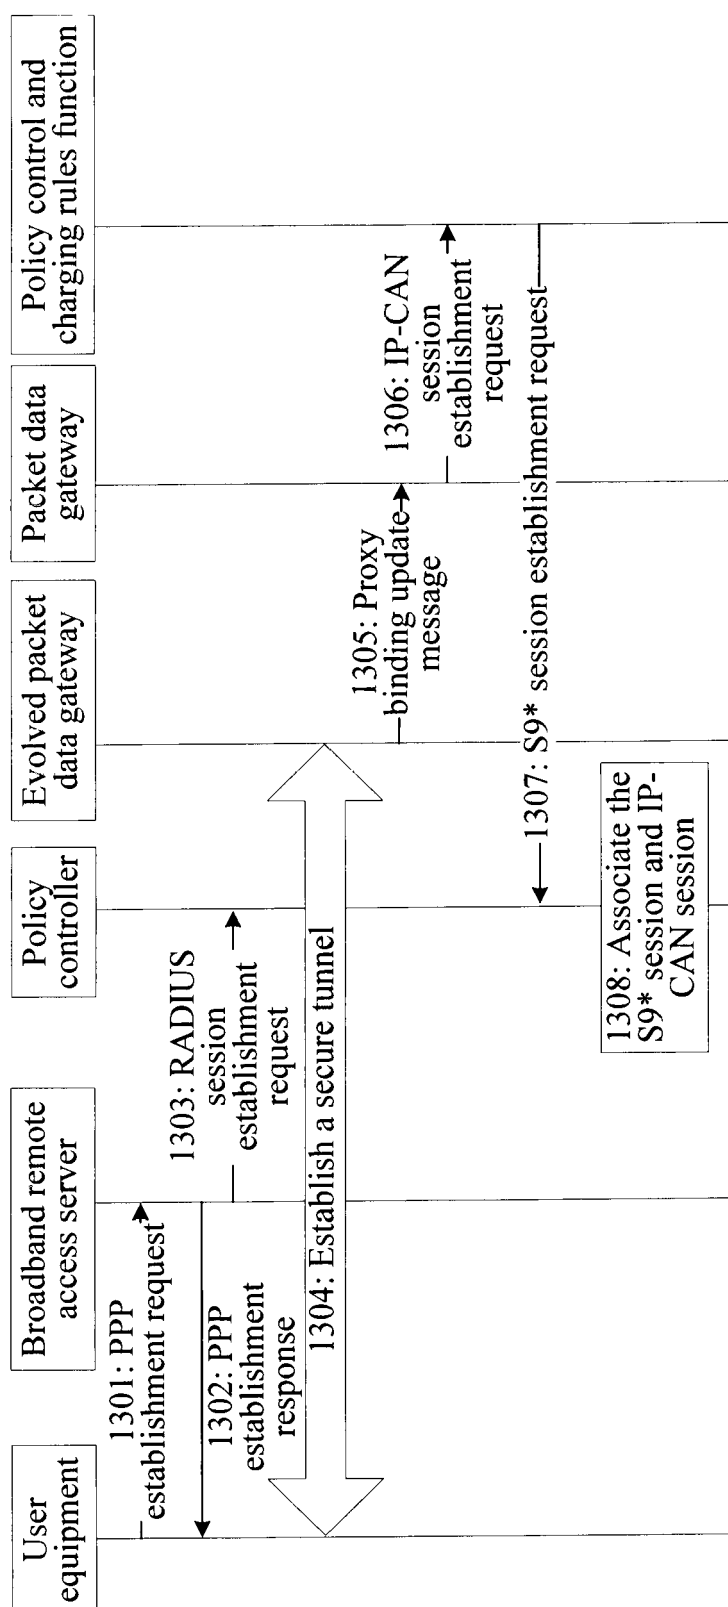 User
equipment
Broadband remote
access server
Policy
controller
Evolved packet
data gateway
Packet data
gateway
Policy control and
charging rules function
1301: PPP
establishment request
1302: PPP
establishment
response
1303: RADIUS
session
establishment
request
1304: Establish a secure tunnel
1305: Proxy
binding update
message
1306: IP-CAN
session
establishment
request
1307: S9* session establishment request
1308: Associate the
S9* session and IP-
CAN session